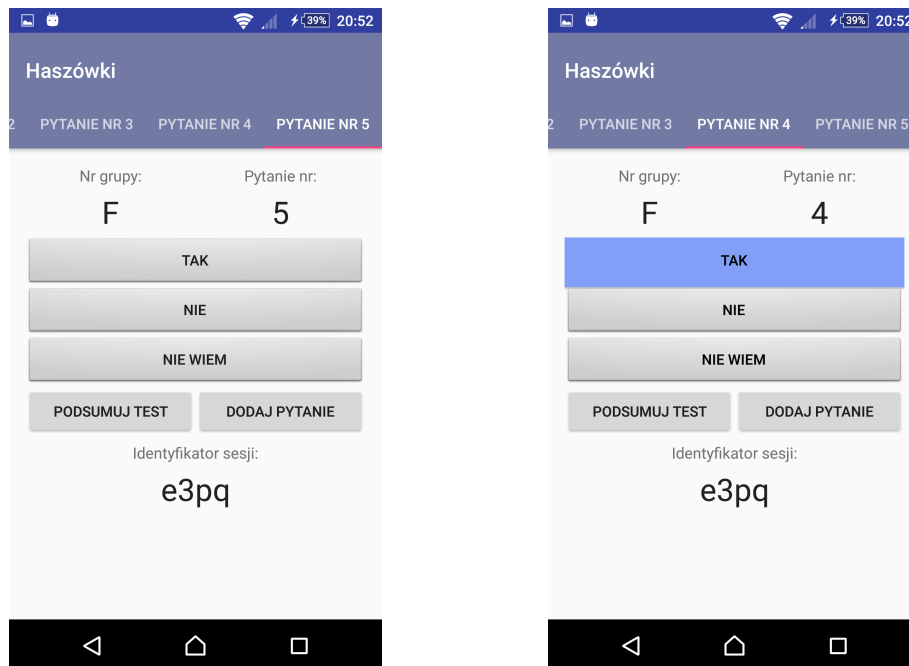 39% 20:52
Haszówki
2 PYTANIE NR 3 PYTANIE NR 4 PYTANIE NR 5
Nr grupy: Pytanie nr:
F 5
TAK
NIE
NIE WIEM
PODSUMUJ TEST DODAJ PYTANIE
Identyfikator sesji:
e3pq
39% 20:52
Haszówki
2 PYTANIE NR 3 PYTANIE NR 4 PYTANIE NR 5
Nr grupy: Pytanie nr:
F 4
TAK
NIE
NIE WIEM
PODSUMUJ TEST DODAJ PYTANIE
Identyfikator sesji:
e3pq